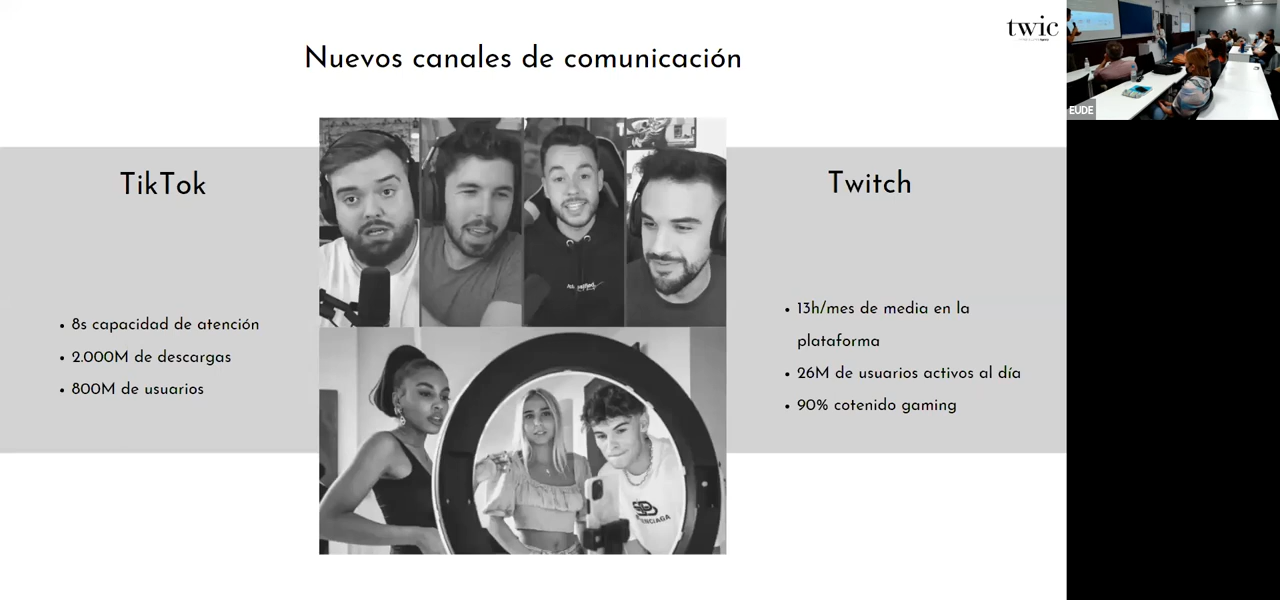 twic
Nuevos canales de comunicación
TikTok
• 8s capacidad de atención
• 2.000M de descargas
• 800M de usuarios
Twitch
• 13h/mes de media en la
plataforma
• 26M de usuarios activos al día
• 90% cotenido gaming
EUDE